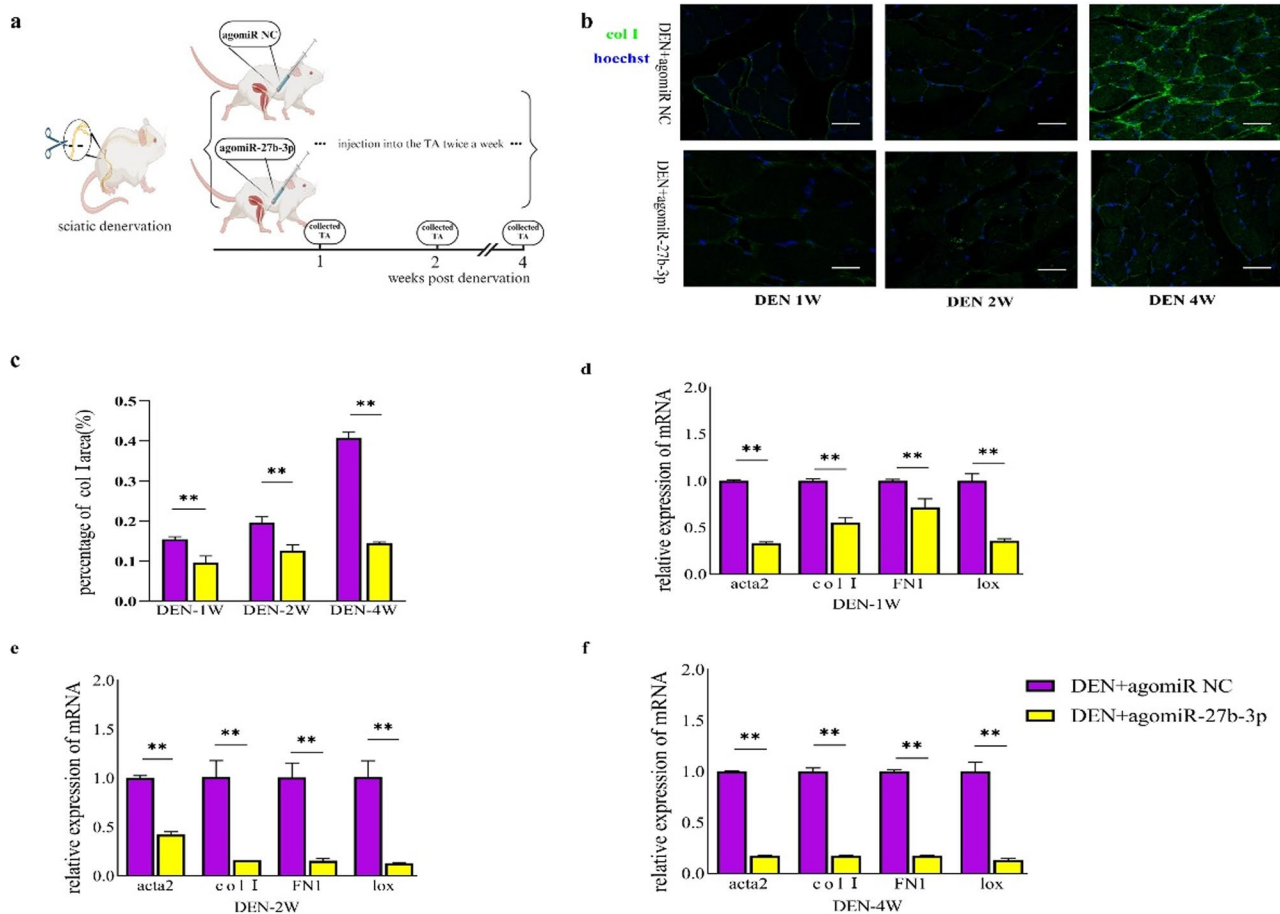 a
agomiR NC
agomiR-27b-3p
··· injection into the TA twice a week ···
sciatic denervation
collected TA
collected TA
collected TA
1 2 4
weeks post denervation
b
col I
hoechst
DEN+agomiR NC
DEN+agomiR-27b-3p
DEN 1W DEN 2W DEN 4W
c
percentage of col I area(%)
0.5
0.4
0.3
0.2
0.1
0.0
** ** **
DEN-1W DEN-2W DEN-4W
d
relative expression of mRNA
2.0
1.5
1.0
0.5
0.0
** ** ** **
acta2 col I FN1 lox
DEN-1W
e
relative expression of mRNA
2.0
1.5
1.0
0.5
0.0
** ** ** **
acta2 col I FN1 lox
DEN-2W
f
relative expression of mRNA
2.0
1.5
1.0
0.5
0.0
** ** ** **
acta2 col I FN1 lox
DEN-4W
DEN+agomiR NC
DEN+agomiR-27b-3p